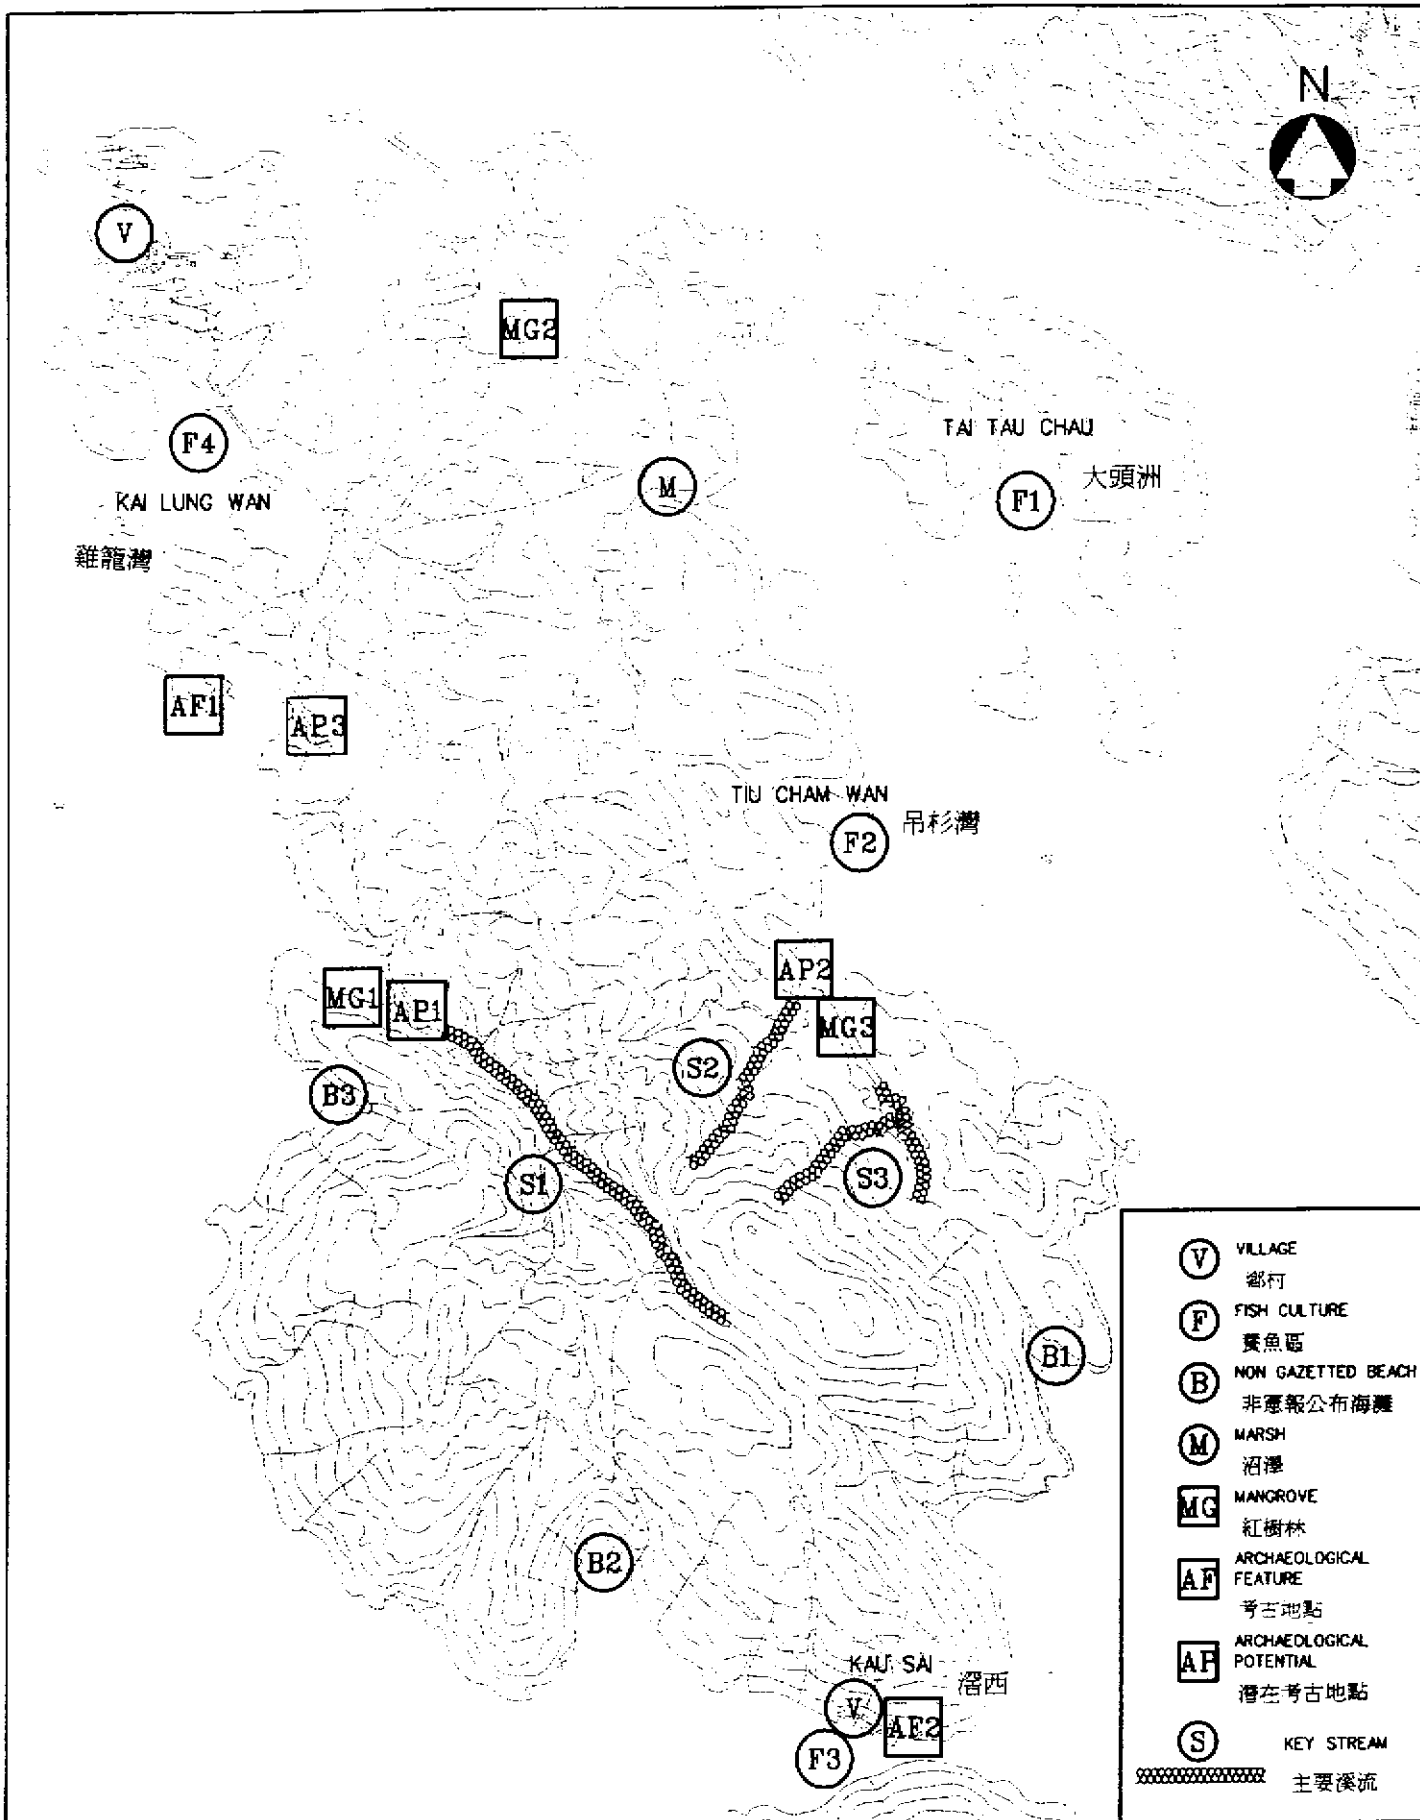 N
V
MG2
F4
KAI LUNG WAN
雞籠灣
M
TAI TAU CHAU
大頭洲
F1
AF1
AP3
TIU CHAM WAN
吊杉灣
F2
AP2
MG1
AP1
MG3
S2
B3
S1
S3
B1
B2
KAU SAI
滘西
V
AF2
F3
V VILLAGE
鄉村
F FISH CULTURE
養魚區
B NON GAZETTED BEACH
非憲報公布海灘
M MARSH
沼澤
MG MANGROVE
紅樹林
AF ARCHAEOLOGICAL
FEATURE
考古地點
AP ARCHAEOLOGICAL
POTENTIAL
潛在考古地點
S KEY STREAM
主要溪流